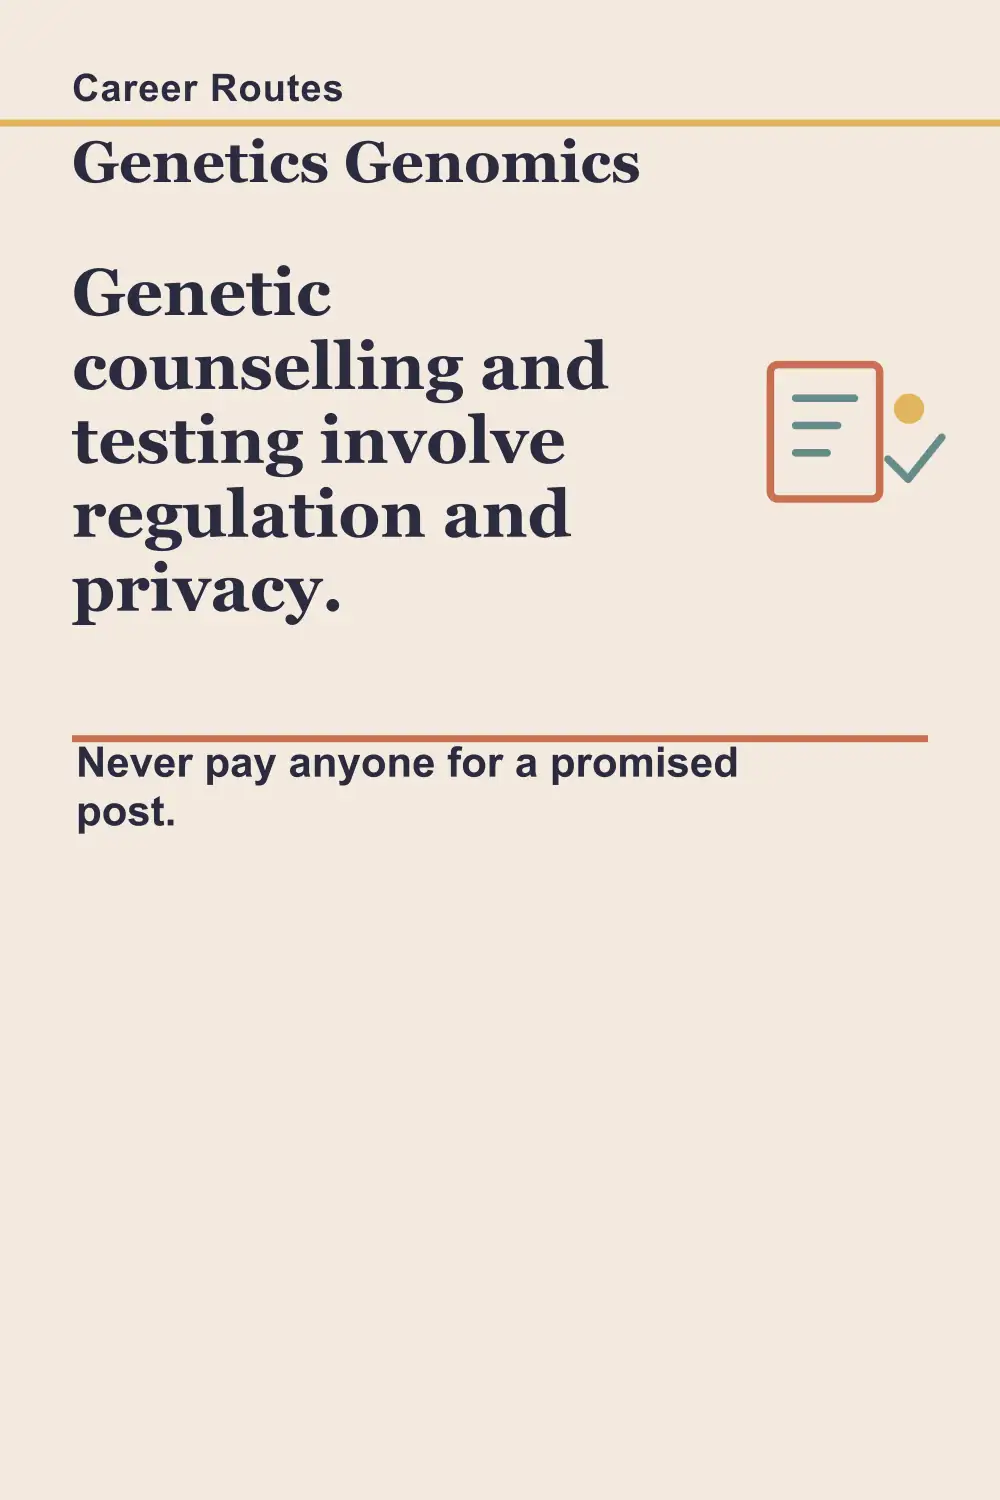 Career Routes
Genetics Genomics
Genetic
counselling and
testing involve
regulation and
privacy.
Never pay anyone for a promised
post.